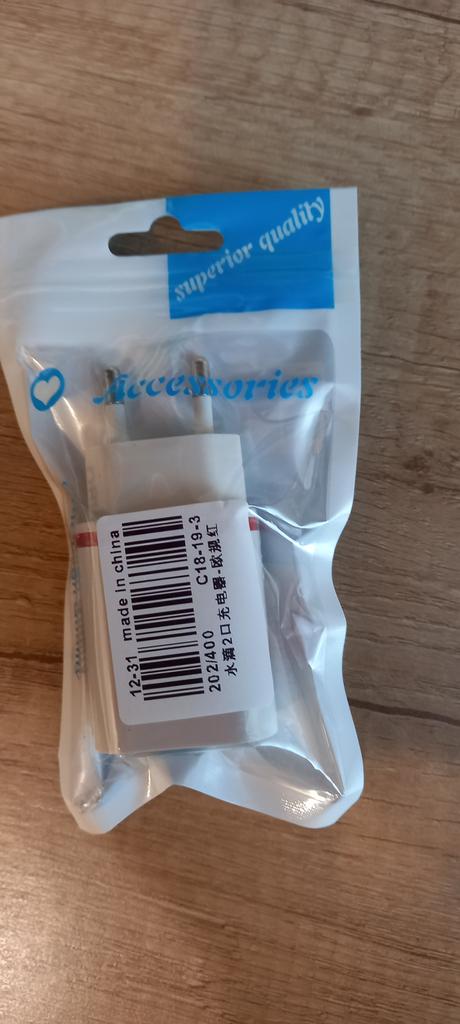 superior quality
Accessories
12-31 made in china
202/400 C18-19-3
水滴2口充电器-欧规红